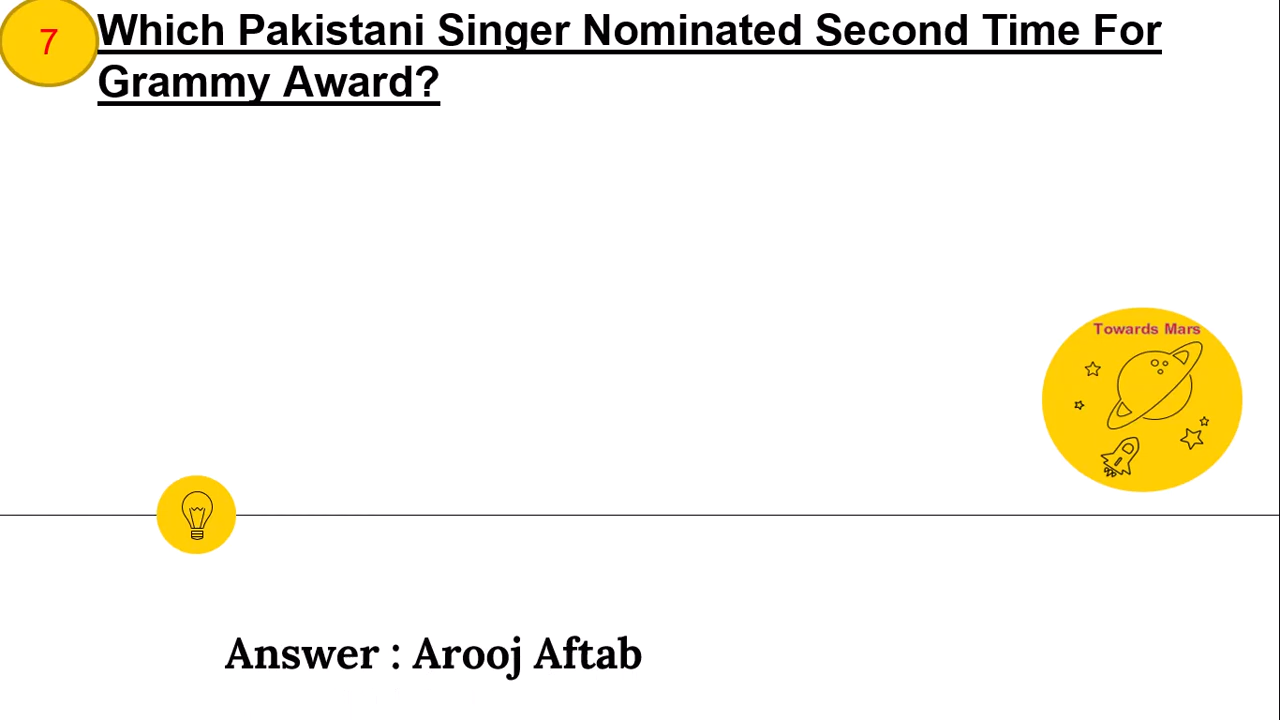 7
Which Pakistani Singer Nominated Second Time For
Grammy Award?
Towards Mars
Answer : Arooj Aftab